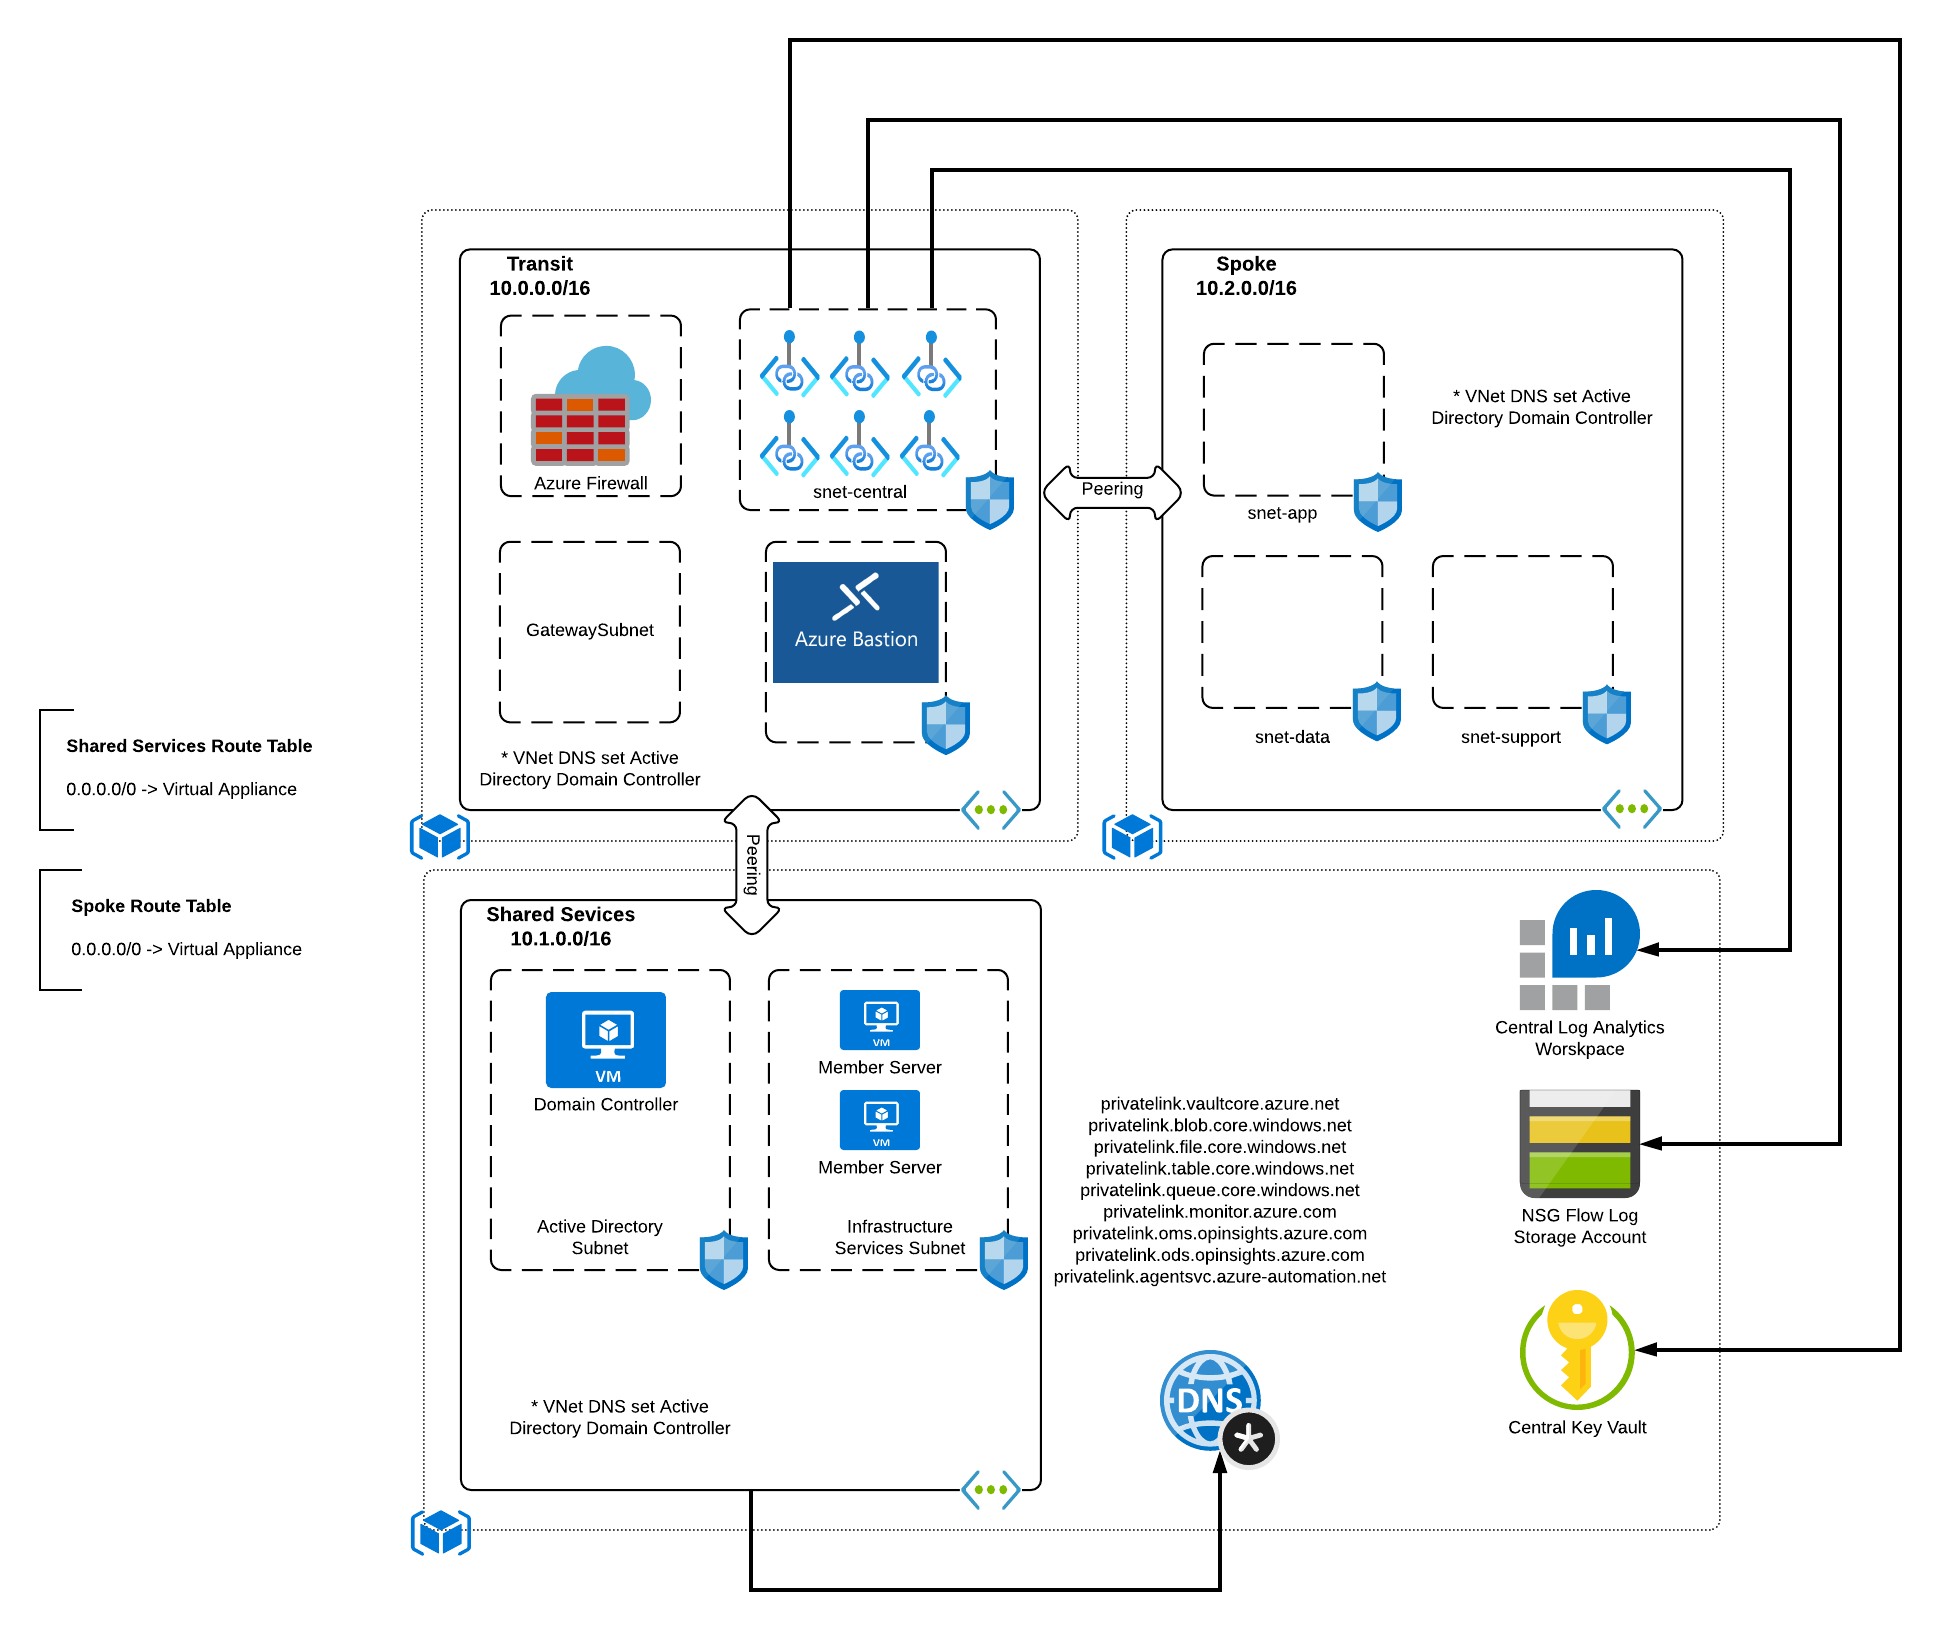 Transit
10.0.0.0/16
Azure Firewall
snet-central
GatewaySubnet
Azure Bastion
* VNet DNS set Active
Directory Domain Controller
Peering
Spoke
10.2.0.0/16
* VNet DNS set Active
Directory Domain Controller
snet-app
snet-data
snet-support
Shared Services Route Table
0.0.0.0/0 -> Virtual Appliance
Spoke Route Table
0.0.0.0/0 -> Virtual Appliance
Peering
Shared Sevices
10.1.0.0/16
VM
Domain Controller
Active Directory
Subnet
VM
Member Server
VM
Member Server
Infrastructure
Services Subnet
* VNet DNS set Active
Directory Domain Controller
privatelink.vaultcore.azure.net
privatelink.blob.core.windows.net
privatelink.file.core.windows.net
privatelink.table.core.windows.net
privatelink.queue.core.windows.net
privatelink.monitor.azure.com
privatelink.oms.opinsights.azure.com
privatelink.ods.opinsights.azure.com
privatelink.agentsvc.azure-automation.net
DNS
Central Log Analytics
Worskpace
NSG Flow Log
Storage Account
Central Key Vault